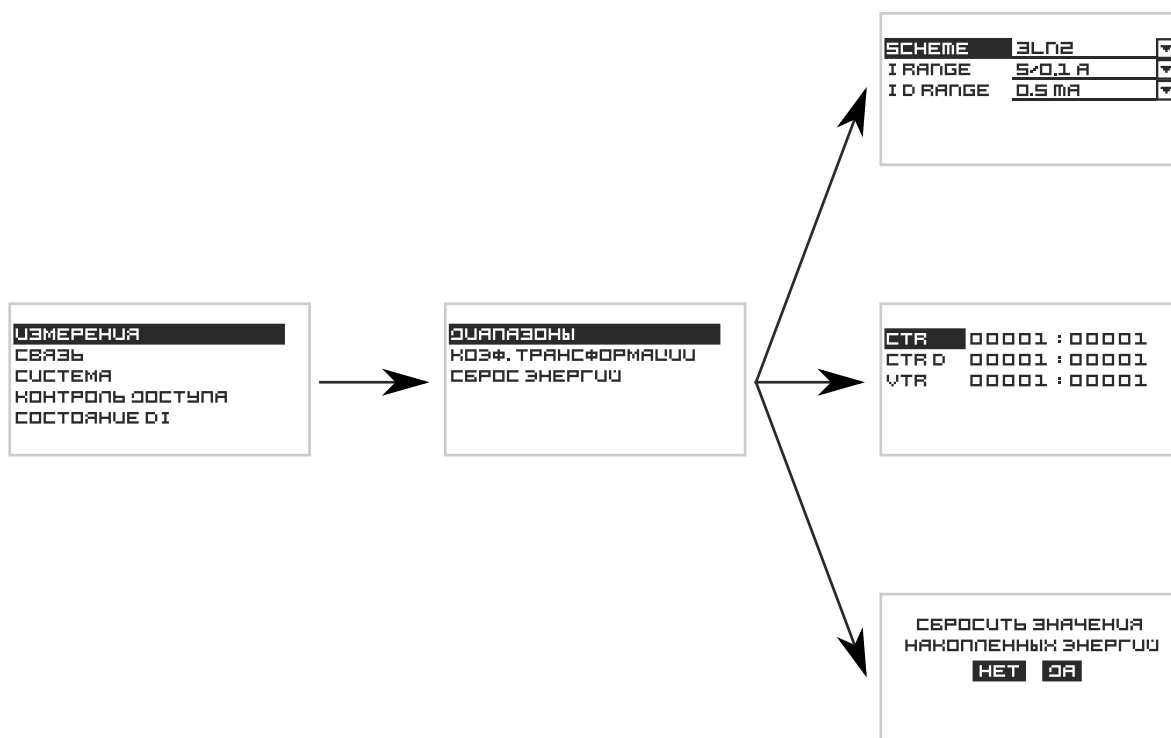 SCHEME 3LN2
I RANGE 5/0.1 A
I D RANGE 0.5 mA
ИЗМЕРЕНИЯ
СВЯЗЬ
СИСТЕМА
КОНТРОЛЬ ДОСТУПА
СОСТОЯНИЕ DI
ДИАПАЗОНЫ
КОЭФ. ТРАНСФОРМАЦИИ
СБРОС ЭНЕРГИЙ
CTR 00001 : 00001
CTR D 00001 : 00001
VTR 00001 : 00001
СБРОСИТЬ ЗНАЧЕНИЯ
НАКОПЛЕННЫХ ЭНЕРГИЙ
НЕТ ДА